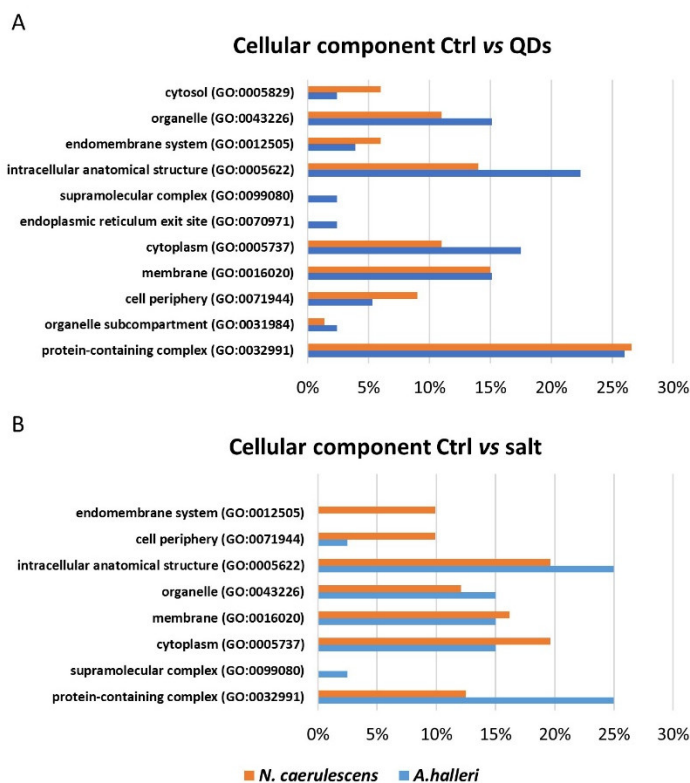 A
Cellular component Ctrl vs QDs
cytosol (GO:0005829)
organelle (GO:0043226)
endomembrane system (GO:0012505)
intracellular anatomical structure (GO:0005622)
supramolecular complex (GO:0099080)
endoplasmic reticulum exit site (GO:0070971)
cytoplasm (GO:0005737)
membrane (GO:0016020)
cell periphery (GO:0071944)
organelle subcompartment (GO:0031984)
protein-containing complex (GO:0032991)
0% 5% 10% 15% 20% 25% 30%
B
Cellular component Ctrl vs salt
endomembrane system (GO:0012505)
cell periphery (GO:0071944)
intracellular anatomical structure (GO:0005622)
organelle (GO:0043226)
membrane (GO:0016020)
cytoplasm (GO:0005737)
supramolecular complex (GO:0099080)
protein-containing complex (GO:0032991)
0% 5% 10% 15% 20% 25% 30%
N. caerulescens A.halleri